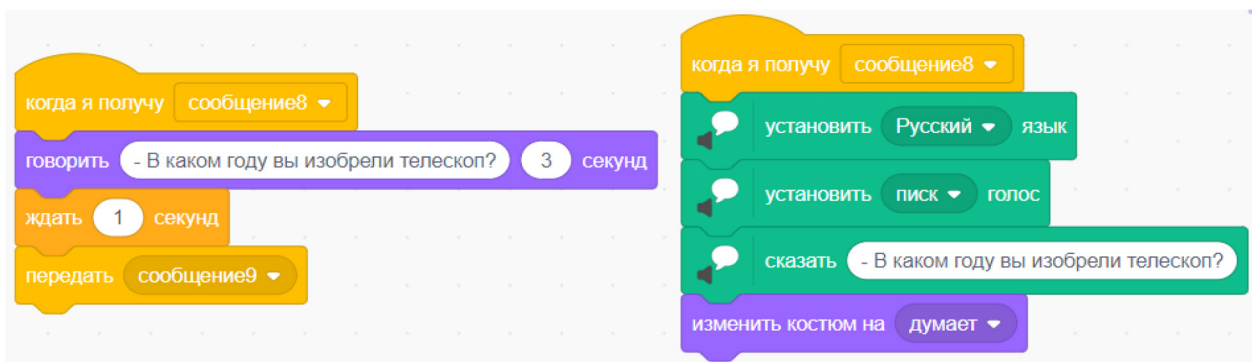 когда я получу сообщение8
говорить - В каком году вы изобрели телескоп? 3 секунд
ждать 1 секунд
передать сообщение9
когда я получу сообщение8
установить Русский язык
установить писк голос
сказать - В каком году вы изобрели телескоп?
изменить костюм на думает